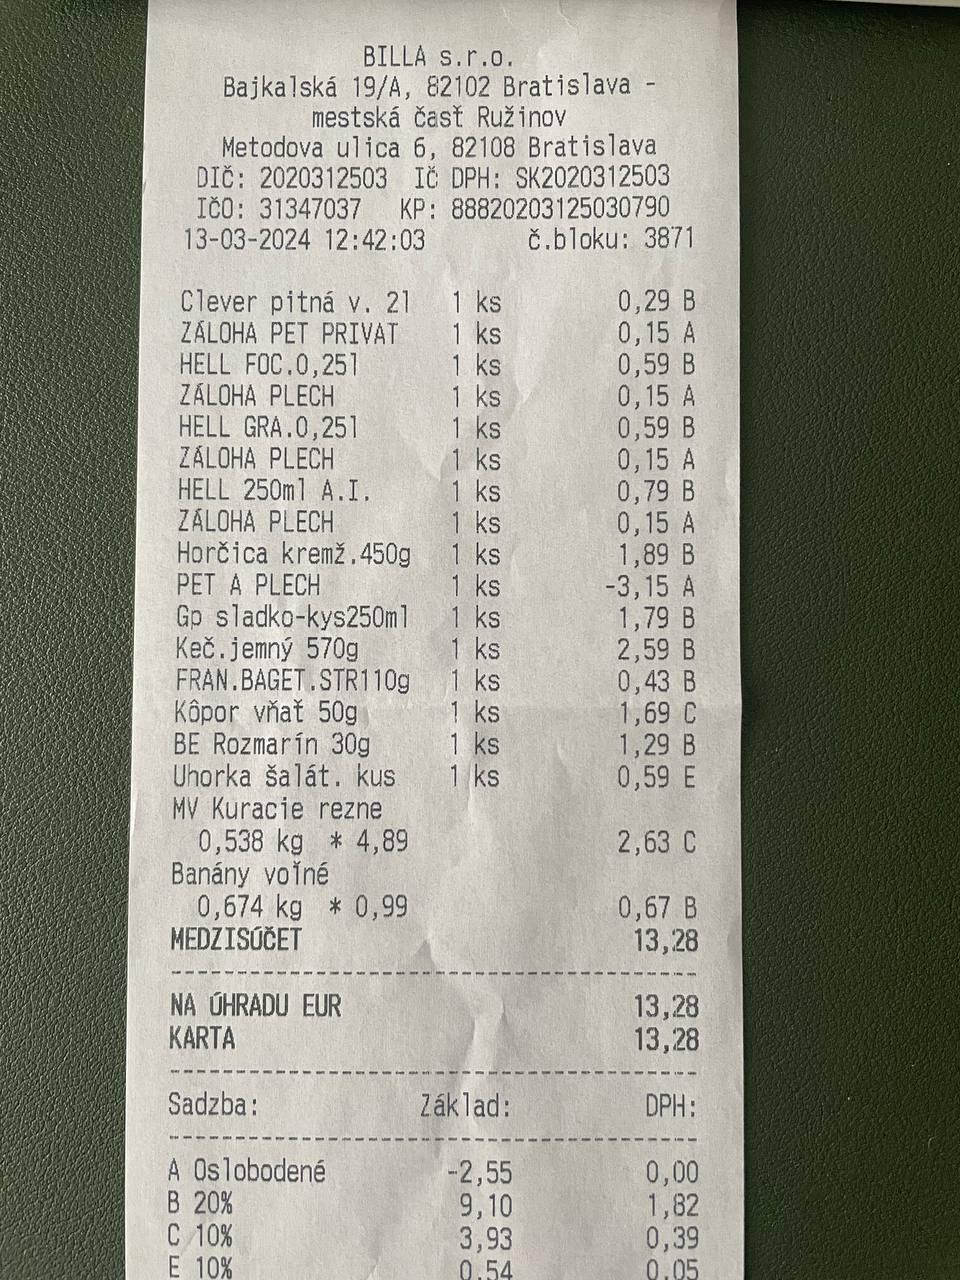 BILLA s.r.o.
Bajkalská 19/A, 82102 Bratislava -
mestská časť Ružinov
Metodova ulica 6, 82108 Bratislava
DIČ: 2020312503 IČ DPH: SK2020312503
IČO: 31347037 KP: 88820203125030790
13-03-2024 12:42:03 č.bloku: 3871
Clever pitná v. 2l 1 ks 0,29 B
ZÁLOHA PET PRIVAT 1 ks 0,15 A
HELL FOC.0,25l 1 ks 0,59 B
ZÁLOHA PLECH 1 ks 0,15 A
HELL GRA.0,25l 1 ks 0,59 B
ZÁLOHA PLECH 1 ks 0,15 A
HELL 250ml A.I. 1 ks 0,79 B
ZÁLOHA PLECH 1 ks 0,15 A
Horčica kremž.450g 1 ks 1,89 B
PET A PLECH 1 ks -3,15 A
Gp sladko-kys250ml 1 ks 1,79 B
Keč.jemný 570g 1 ks 2,59 B
FRAN.BAGET.STR110g 1 ks 0,43 B
Kôpor vňať 50g 1 ks 1,69 C
BE Rozmarín 30g 1 ks 1,29 B
Uhorka šalát. kus 1 ks 0,59 E
MV Kuracie rezne
0,538 kg * 4,89 2,63 C
Banány voľné
0,674 kg * 0,99 0,67 B
MEDZISÚČET 13,28
NA ÚHRADU EUR 13,28
KARTA 13,28
Sadzba: Základ: DPH:
A Oslobodené -2,55 0,00
B 20% 9,10 1,82
C 10% 3,93 0,39
E 10% 0,54 0,05